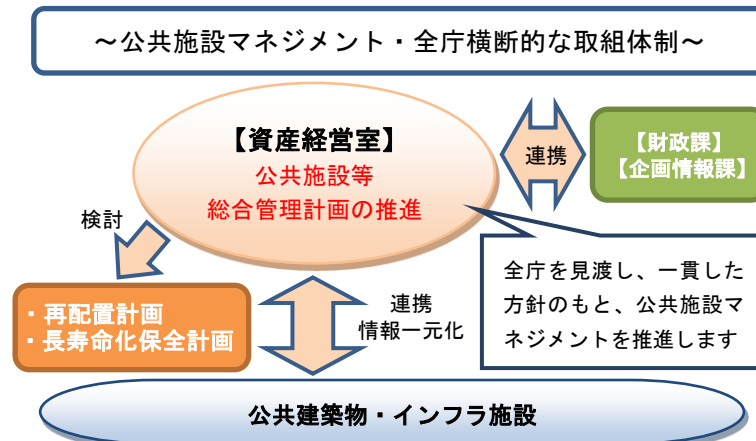 ～公共施設マネジメント・全庁横断的な取組体制～
【資産経営室】
公共施設等
総合管理計画の推進
連携
【財政課】
【企画情報課】
検討
・再配置計画
・長寿命化保全計画
連携
情報一元化
全庁を見渡し、一貫した
方針のもと、公共施設マ
ネジメントを推進します
公共建築物・インフラ施設